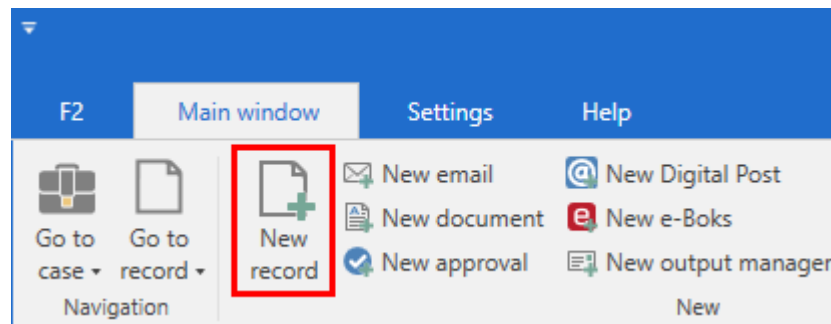 F2 Main window Settings Help
Go to case
Go to record
New record
New email
New document
New approval
New Digital Post
New e-Boks
New output manager
Navigation
New